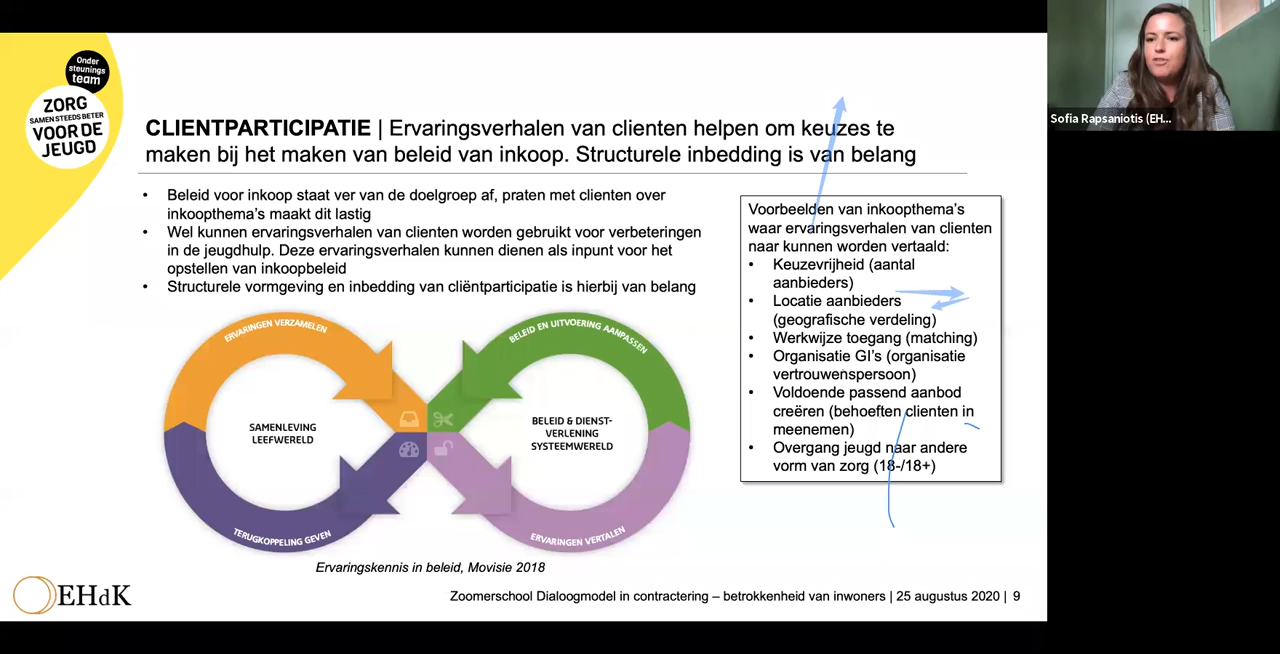 Onder
steunings
team
ZORG
SAMEN STEEDS BETER
VOOR DE
JEUGD
CLIENTPARTICIPATIE | Ervaringsverhalen van clienten helpen om keuzes te
maken bij het maken van beleid van inkoop. Structurele inbedding is van belang
• Beleid voor inkoop staat ver van de doelgroep af, praten met clienten over
inkoopthema's maakt dit lastig
• Wel kunnen ervaringsverhalen van clienten worden gebruikt voor verbeteringen
in de jeugdhulp. Deze ervaringsverhalen kunnen dienen als inpunt voor het
opstellen van inkoopbeleid
• Structurele vormgeving en inbedding van cliëntparticipatie is hierbij van belang
ERVARINGEN VERZAMELEN
BELEID EN UITVOERING AANPASSEN
SAMENLEVING
LEEFWERELD
BELEID & DIENST-
VERLENING
SYSTEEMWERELD
TERUGKOPPELING GEVEN
ERVARINGEN VERTALEN
Ervaringskennis in beleid, Movisie 2018
Voorbeelden van inkoopthema's
waar ervaringsverhalen van clienten
naar kunnen worden vertaald:
• Keuzevrijheid (aantal
aanbieders)
• Locatie aanbieders
(geografische verdeling)
• Werkwijze toegang (matching)
• Organisatie GI's (organisatie
vertrouwenspersoon)
• Voldoende passend aanbod
creëren (behoeften clienten in
meenemen)
• Overgang jeugd naar andere
vorm van zorg (18-/18+)
EHdK
Zoomerschool Dialoogmodel in contractering – betrokkenheid van inwoners | 25 augustus 2020 | 9
Sofia Rapsaniotis (EH...